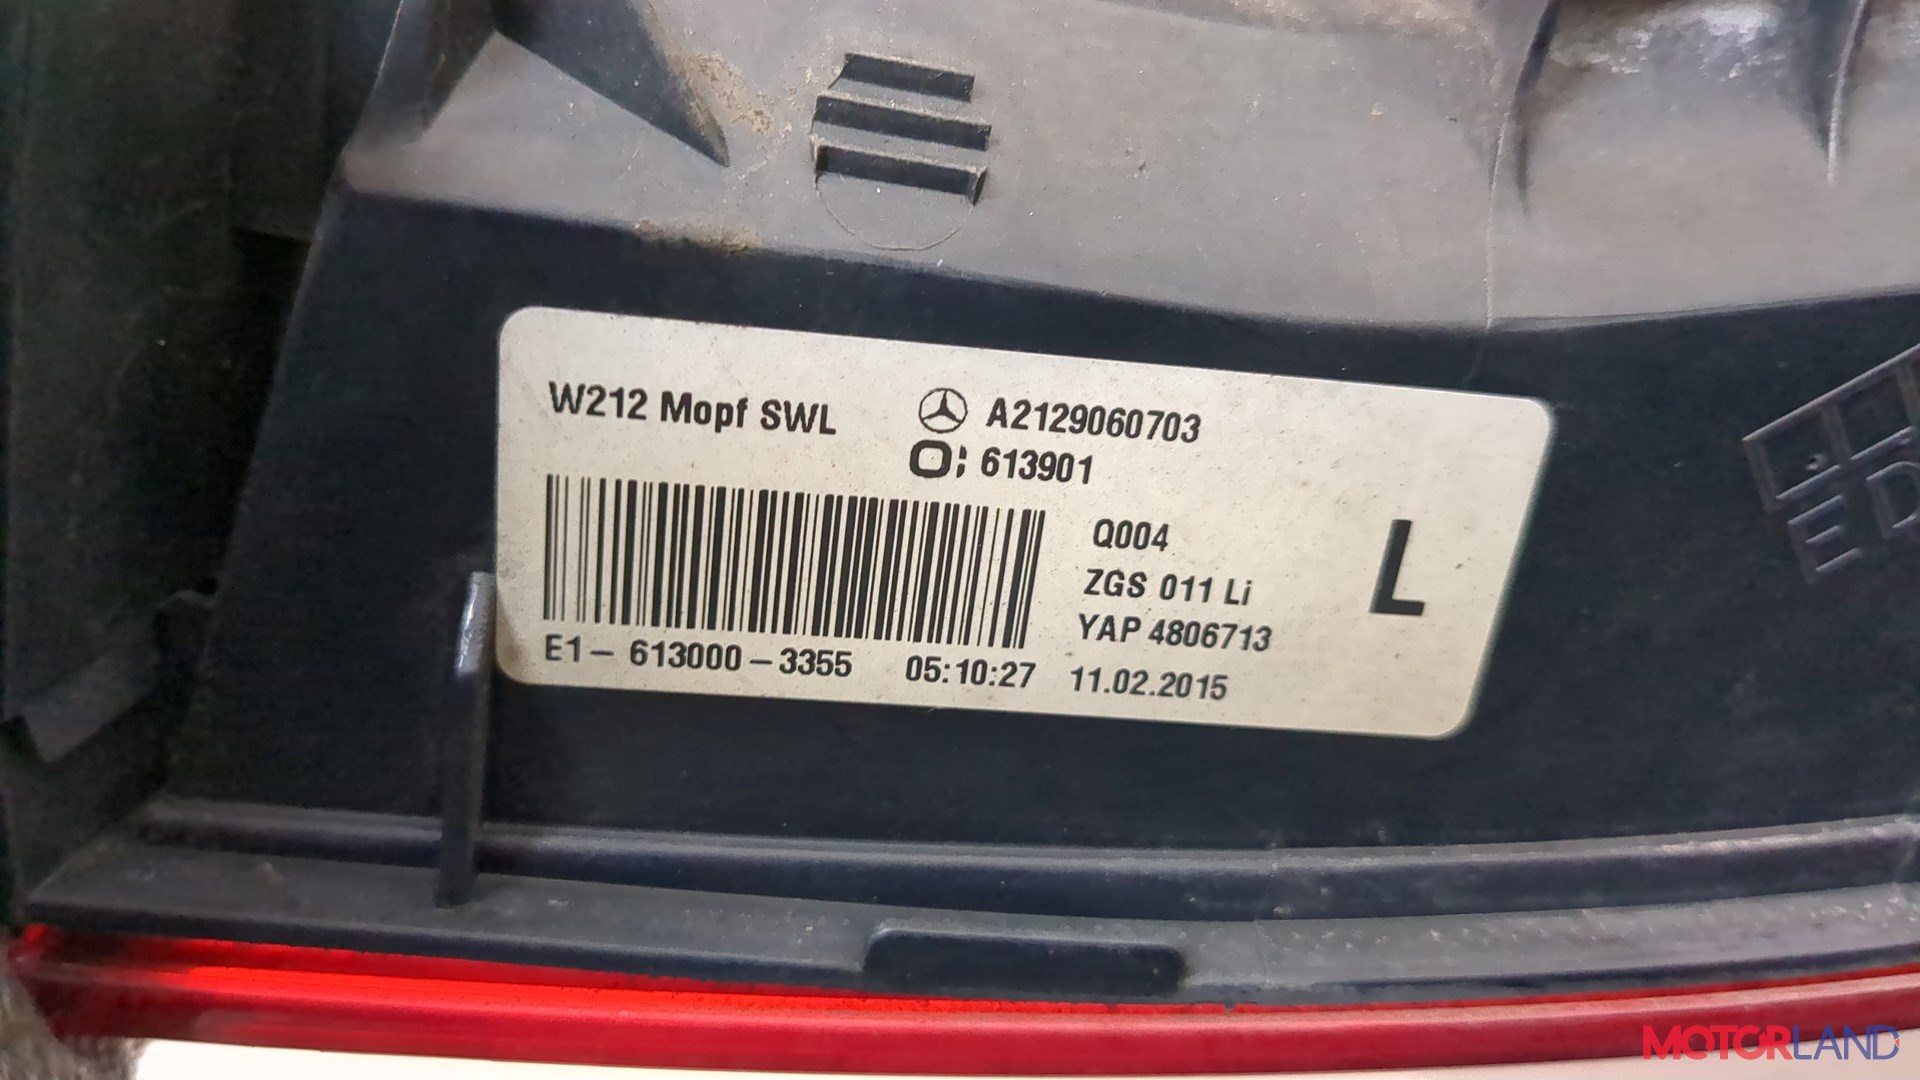 W212 Mopf SWL A2129060703
O; 613901
Q004
ZGS 011 Li
YAP 4806713
L
E1-613000-3355 05:10:27 11.02.2015
E D
MOTORLAND